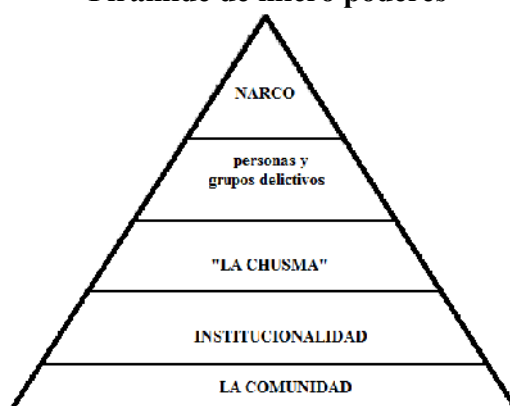 Pirámide de micro poderes
NARCO
personas y
grupos delictivos
"LA CHUSMA"
INSTITUCIONALIDAD
LA COMUNIDAD